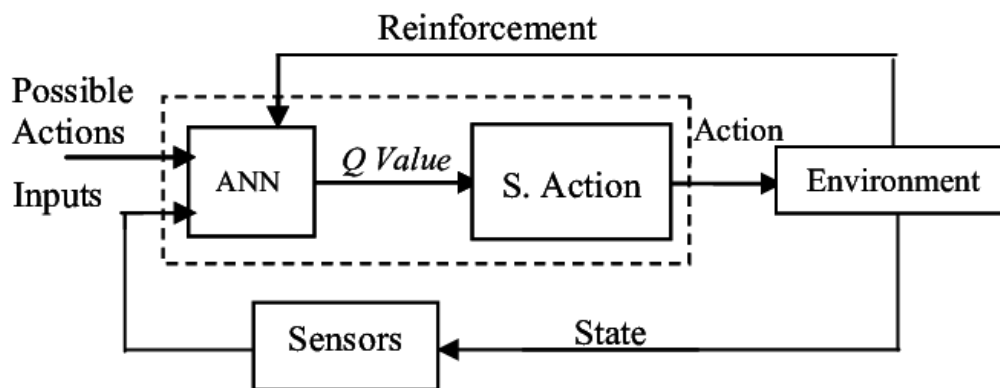 Reinforcement
Possible
Actions
Action
Inputs
ANN
Q Value
S. Action
Environment
Sensors
State